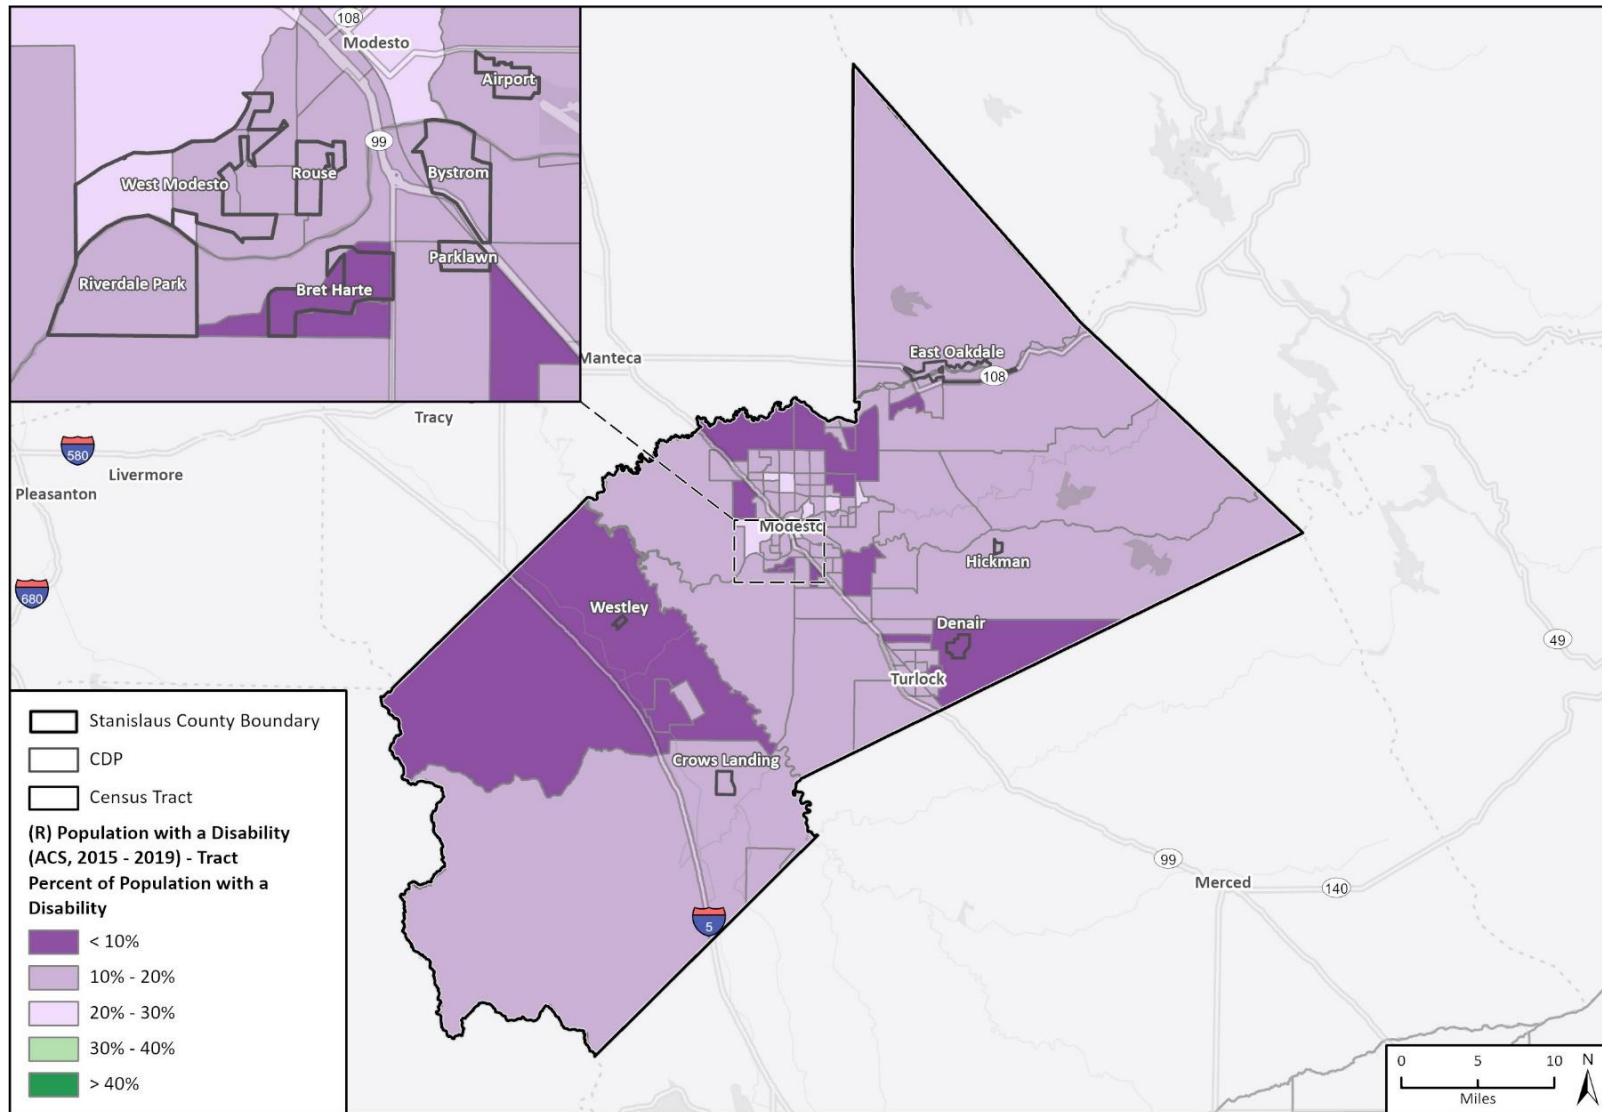 108
Modesto
Airport
99
West Modesto
Rouse
Bystrom
Riverdale Park
Bret Harte
Parklawn
Manteca
East Oakdale
108
Tracy
580
Livermore
Pleasanton
Modesto
Hickman
680
Westley
Denair
49
Turlock
Crows Landing
99
Merced
140
5
Stanislaus County Boundary
CDP
Census Tract
(R) Population with a Disability
(ACS, 2015 - 2019) - Tract
Percent of Population with a
Disability
< 10%
10% - 20%
20% - 30%
30% - 40%
> 40%
0 5 10
Miles
N